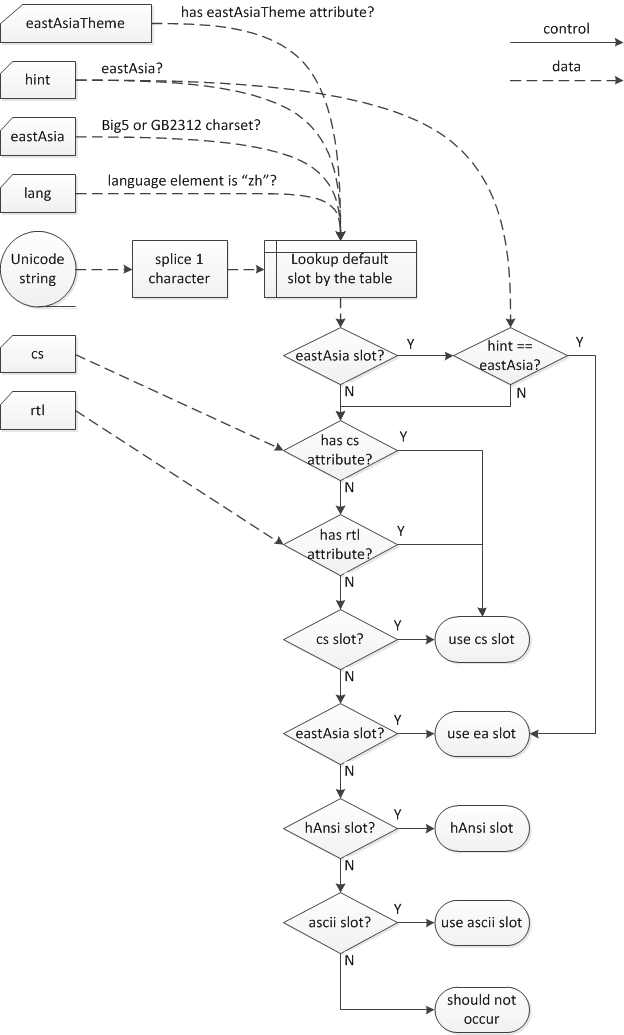 eastAsiaTheme
has eastAsiaTheme attribute?
control
hint
eastAsia?
data
eastAsia
Big5 or GB2312 charset?
lang
language element is “zh”?
Unicode
string
splice 1
character
Lookup default
slot by the table
cs
eastAsia slot?
Y
hint ==
eastAsia?
Y
N
N
rtl
has cs
attribute?
Y
N
has rtl
attribute?
Y
N
cs slot?
Y
use cs slot
N
eastAsia slot?
Y
use ea slot
N
hAnsi slot?
Y
hAnsi slot
N
ascii slot?
Y
use ascii slot
N
should not
occur